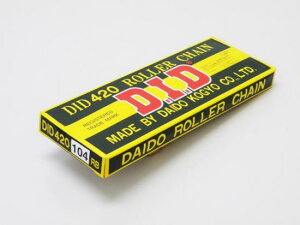 DID 420 ROLLER CHAIN
REGISTERED
TRADE MARK
D.I.D
MADE BY DAIDO KOGYO CO.,LTD.
DID 420 104 RB
DAIDO ROLLER CHAIN